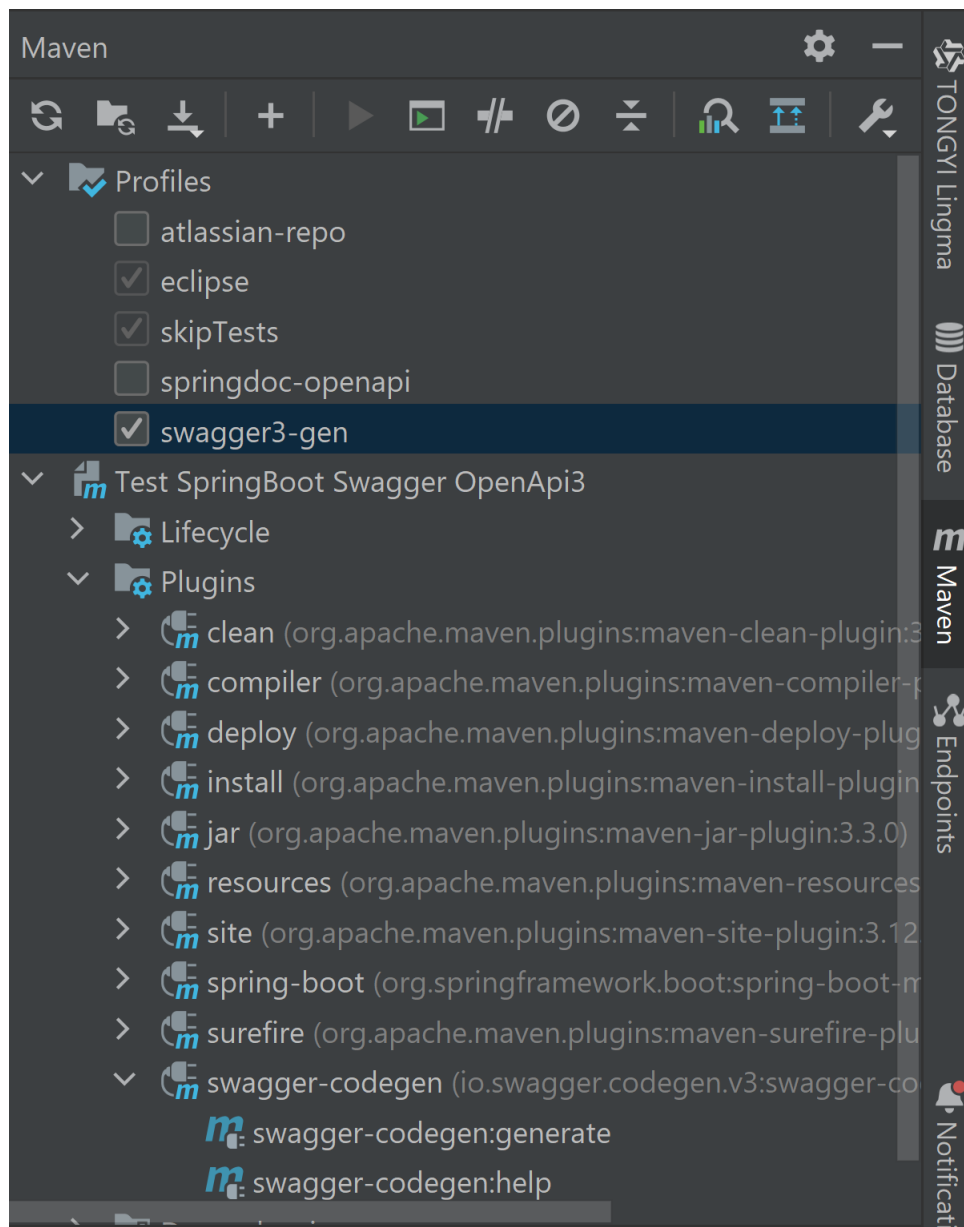 Maven
Profiles
atlassian-repo
eclipse
skipTests
springdoc-openapi
swagger3-gen
Test SpringBoot Swagger OpenApi3
Lifecycle
Plugins
clean (org.apache.maven.plugins:maven-clean-plugin:3
compiler (org.apache.maven.plugins:maven-compiler-p
deploy (org.apache.maven.plugins:maven-deploy-plug
install (org.apache.maven.plugins:maven-install-plugin
jar (org.apache.maven.plugins:maven-jar-plugin:3.3.0)
resources (org.apache.maven.plugins:maven-resources
site (org.apache.maven.plugins:maven-site-plugin:3.12
spring-boot (org.springframework.boot:spring-boot-m
surefire (org.apache.maven.plugins:maven-surefire-plu
swagger-codegen (io.swagger.codegen.v3:swagger-co
swagger-codegen:generate
swagger-codegen:help
TONGYI Lingma
Database
Maven
Endpoints
Notificati